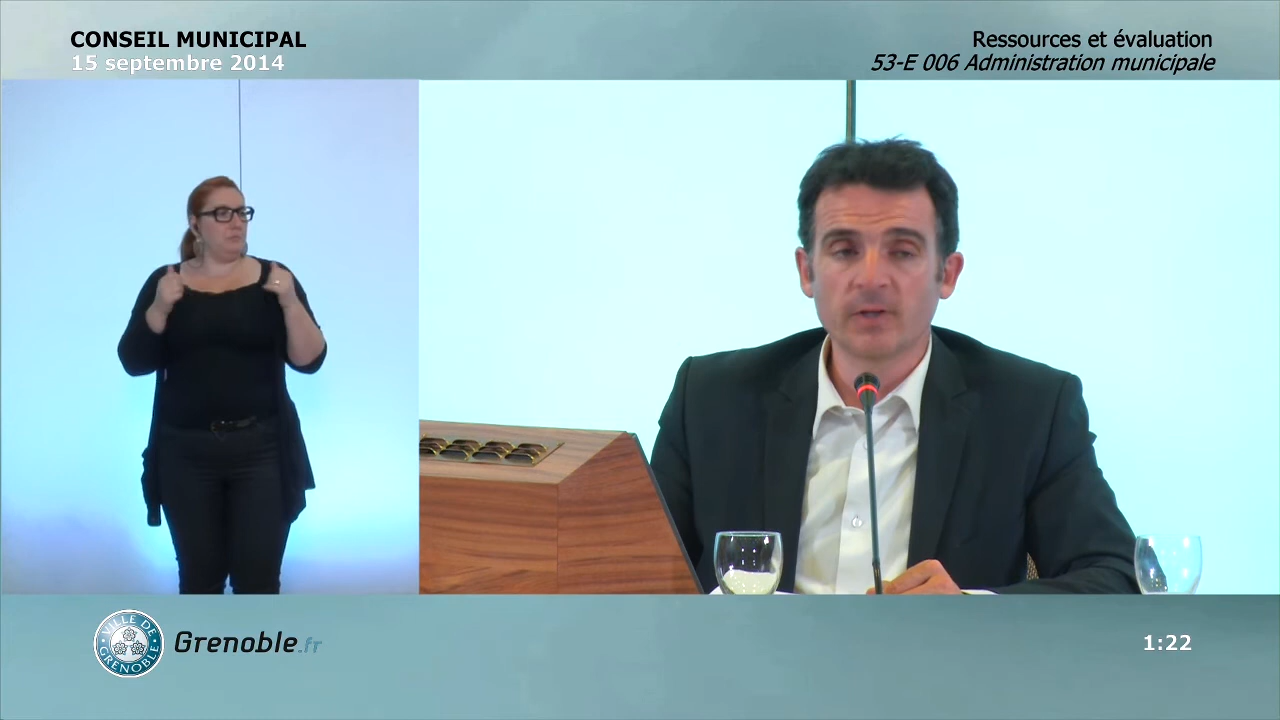 CONSEIL MUNICIPAL
15 septembre 2014
Ressources et évaluation
53-E 006 Administration municipale
VILLE DE GRENOBLE
Grenoble.fr
1:22